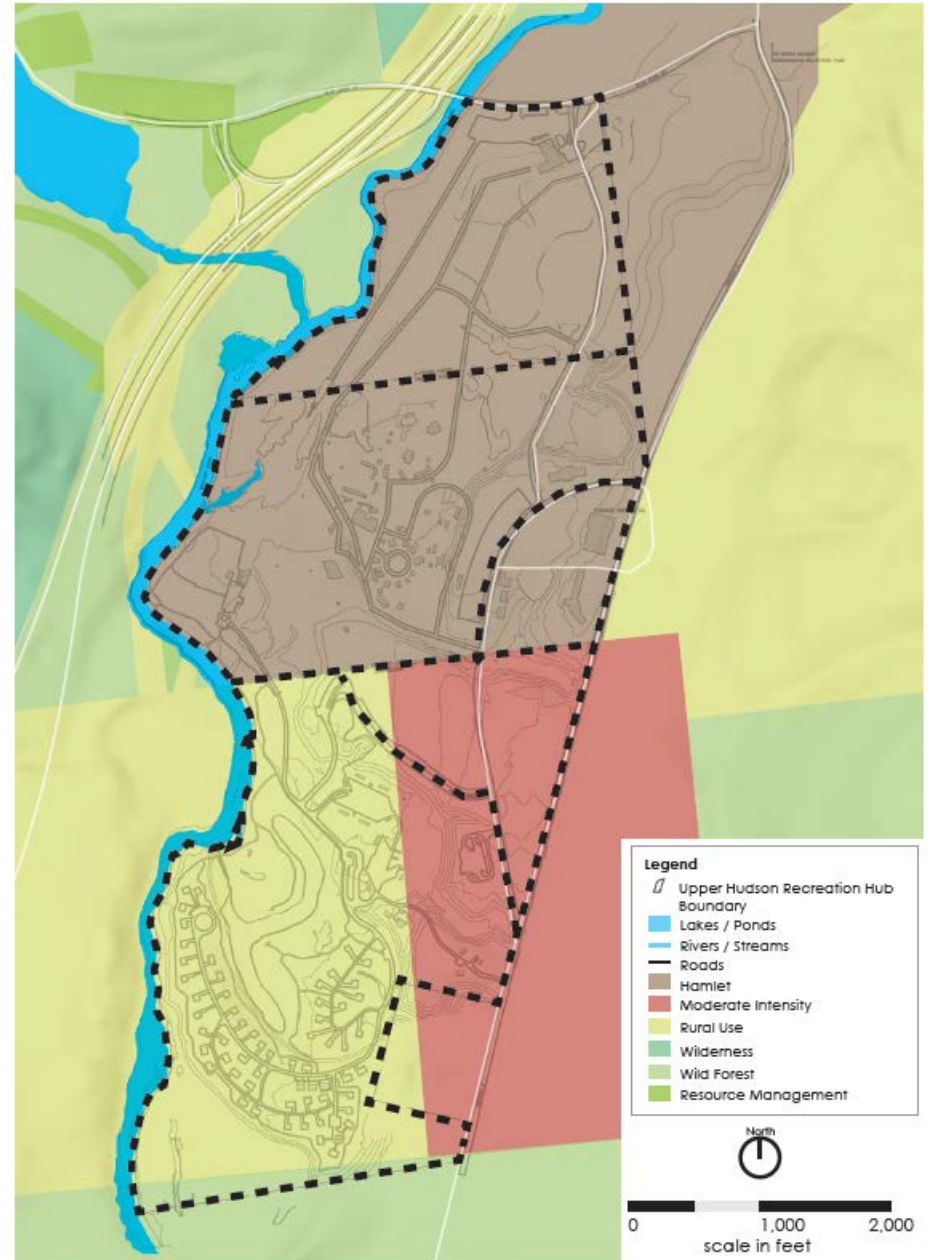 Legend
Upper Hudson Recreation Hub
Boundary
Lakes / Ponds
Rivers / Streams
Roads
Hamlet
Moderate Intensity
Rural Use
Wilderness
Wild Forest
Resource Management
North
0 1,000 2,000
scale in feet